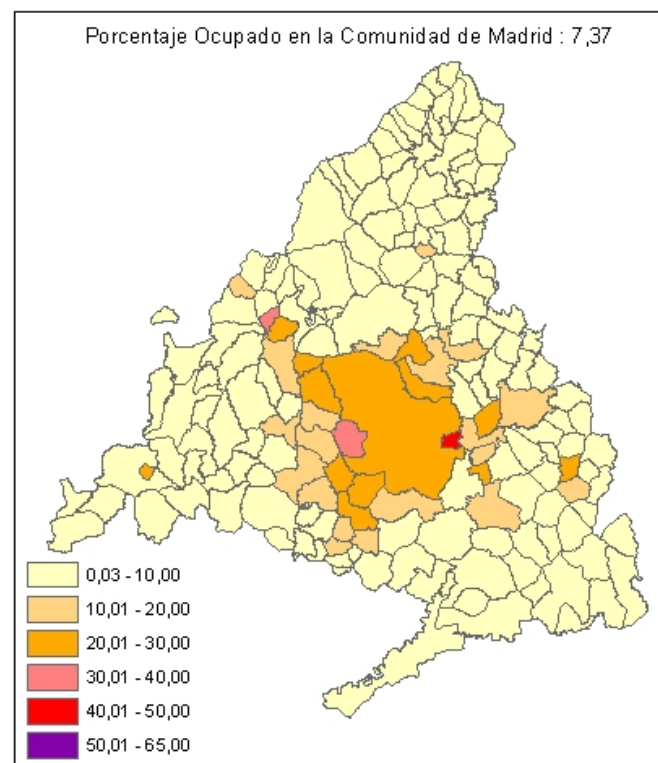 Porcentaje Ocupado en la Comunidad de Madrid : 7,37
0,03 - 10,00
10,01 - 20,00
20,01 - 30,00
30,01 - 40,00
40,01 - 50,00
50,01 - 65,00